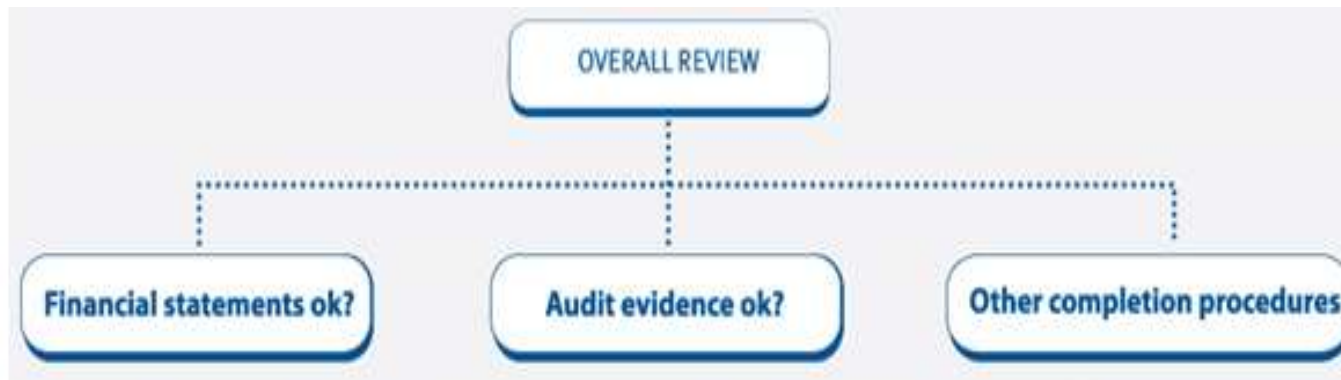 OVERALL REVIEW
Financial statements ok?
Audit evidence ok?
Other completion procedures